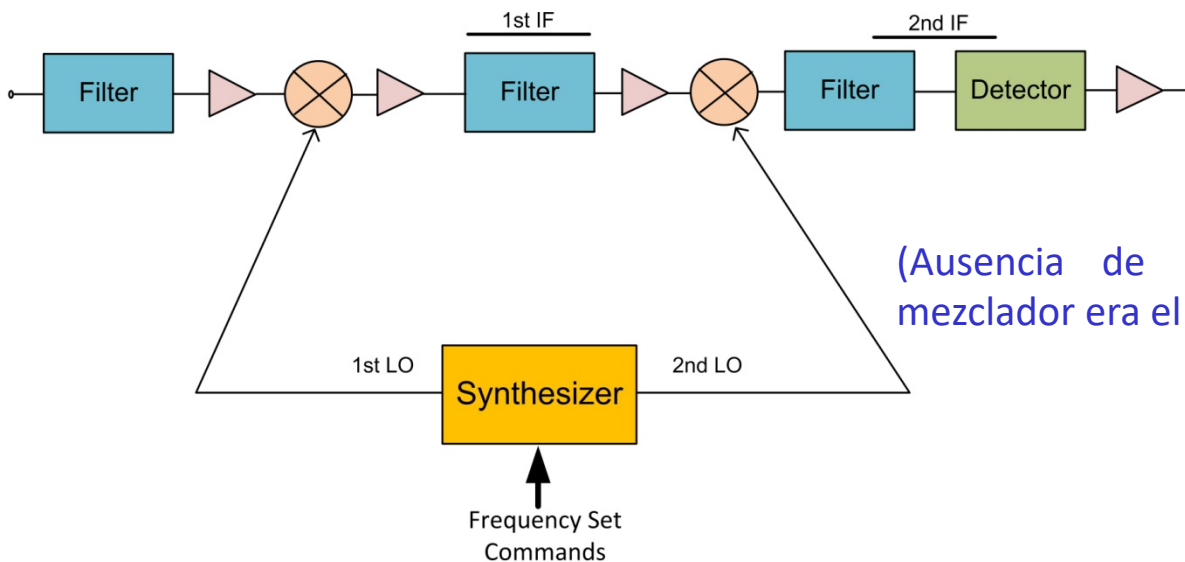 1st IF
2nd IF
Filter
Filter
Filter
Detector
(Ausencia de
mezclador era el
1st LO
2nd LO
Synthesizer
Frequency Set
Commands